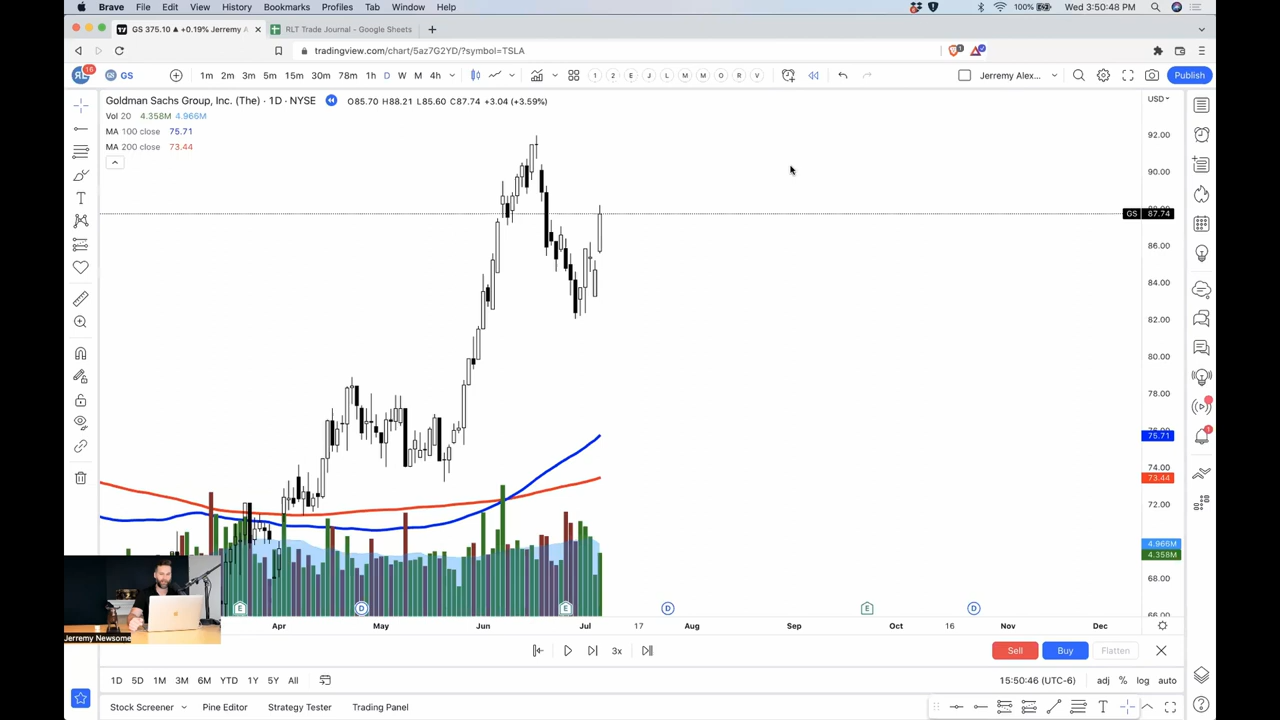 Brave File Edit View History Bookmarks Profiles Tab Window Help 100% Wed 3:50:48 PM
GS 375.10 ▲ +0.19% Jerremy A RLT Trade Journal - Google Sheets
tradingview.com/chart/5az7G2YD/?symbol=TSLA
16 GS 1m 2m 3m 5m 15m 30m 78m 1h D W M 4h 1 2 E J L M M O R V Jerremy Alex... Publish
Goldman Sachs Group, Inc. (The) · 1D · NYSE O85.70 H88.21 L85.60 C87.74 +3.04 (+3.59%)
USD
Vol 20 4.358M 4.966M
MA 100 close 75.71
MA 200 close 73.44
92.00
90.00
GS 87.74
86.00
84.00
82.00
80.00
78.00
75.71
74.00
73.44
72.00
4.966M
4.358M
68.00
66.00
E D E D E D
Apr May Jun Jul 17 Aug Sep Oct 16 Nov Dec
Jerremy Newsome
3x Sell Buy Flatten
1D 5D 1M 3M 6M YTD 1Y 5Y All 15:50:46 (UTC-6) adj % log auto
Stock Screener Pine Editor Strategy Tester Trading Panel